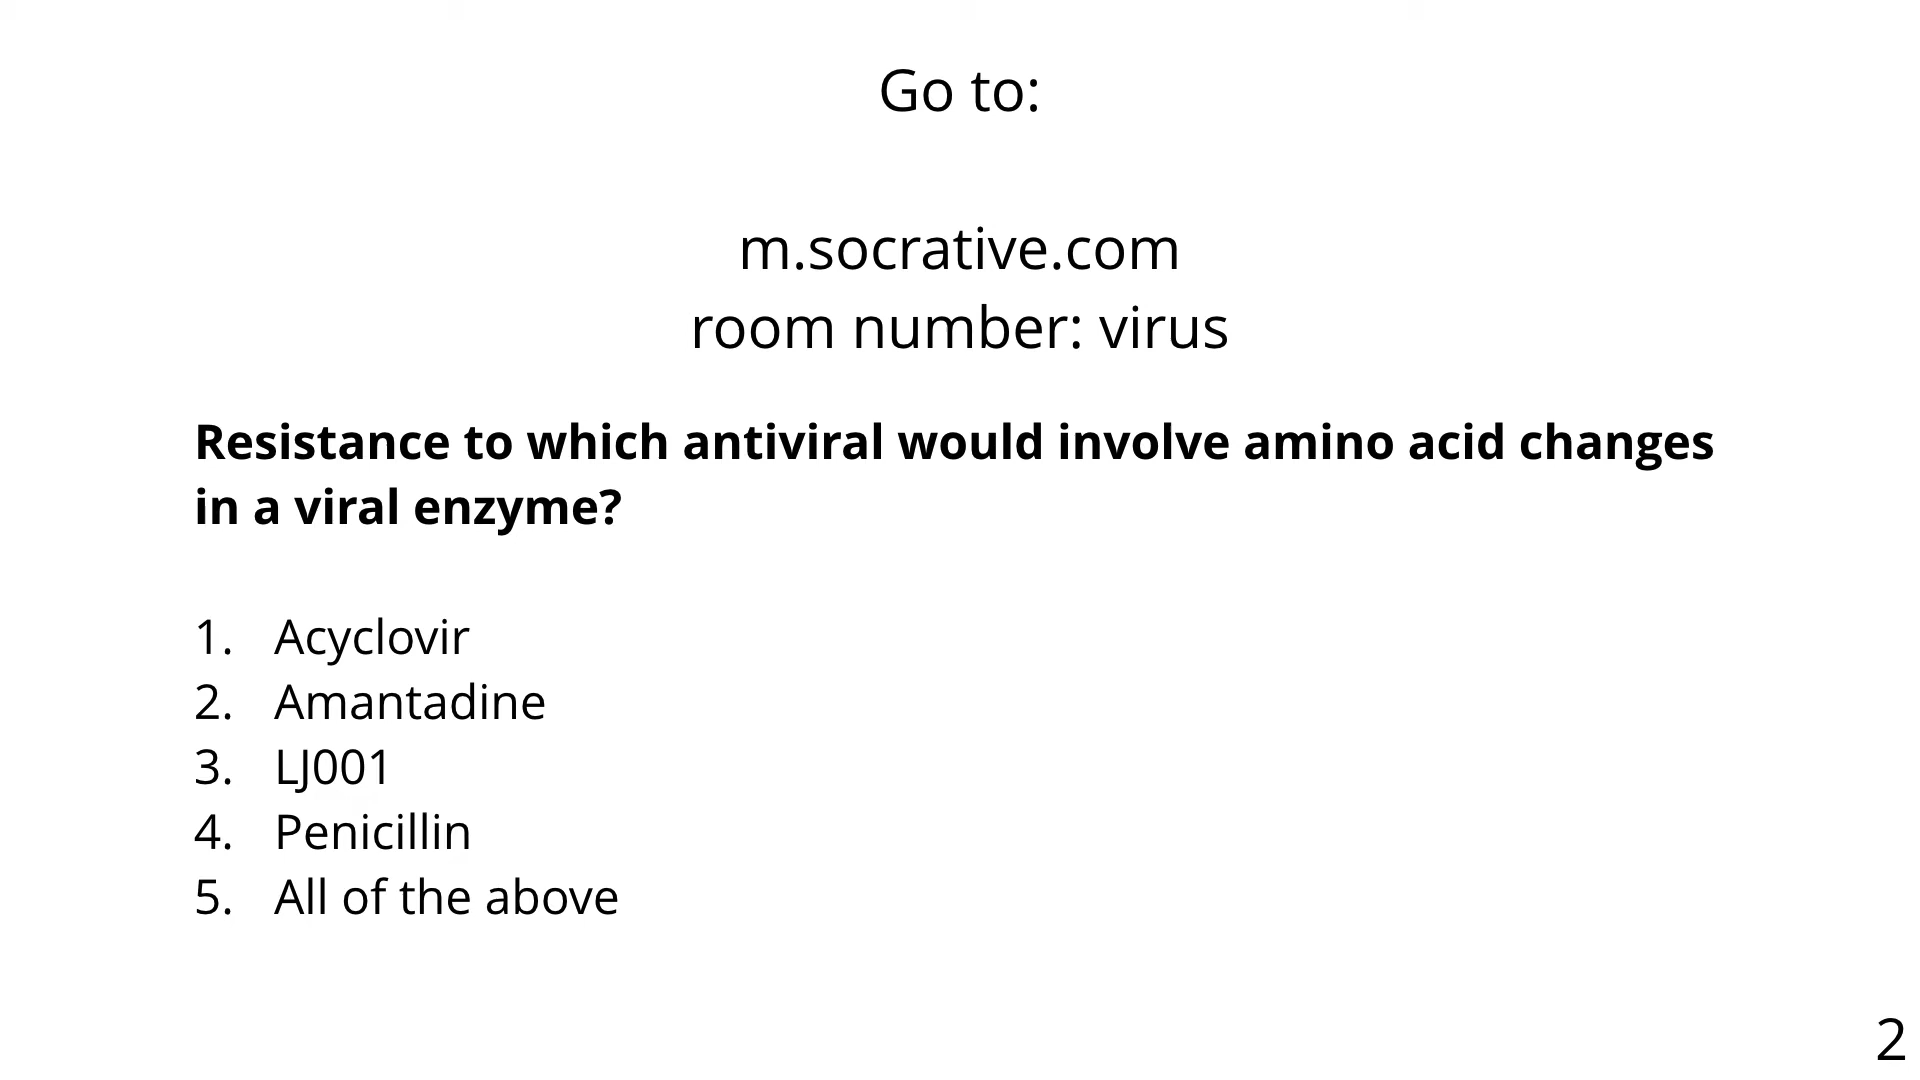 Go to:
m.socrative.com
room number: virus
Resistance to which antiviral would involve amino acid changes
in a viral enzyme?
1. Acyclovir
2. Amantadine
3. LJ001
4. Penicillin
5. All of the above
2